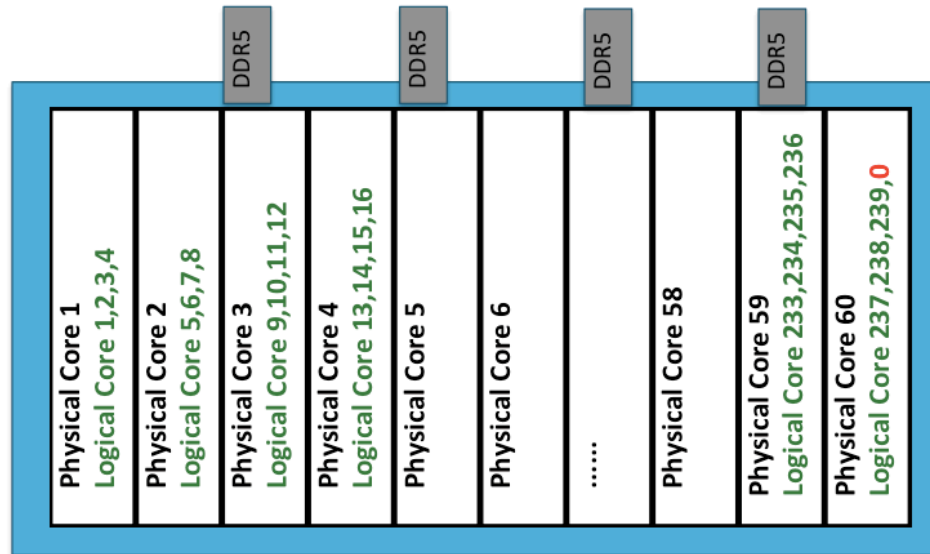 DDR5
DDR5
DDR5
DDR5
Physical Core 1
Logical Core 1,2,3,4
Physical Core 2
Logical Core 5,6,7,8
Physical Core 3
Logical Core 9,10,11,12
Physical Core 4
Logical Core 13,14,15,16
Physical Core 5
Physical Core 6
......
Physical Core 58
Physical Core 59
Logical Core 233,234,235,236
Physical Core 60
Logical Core 237,238,239,0